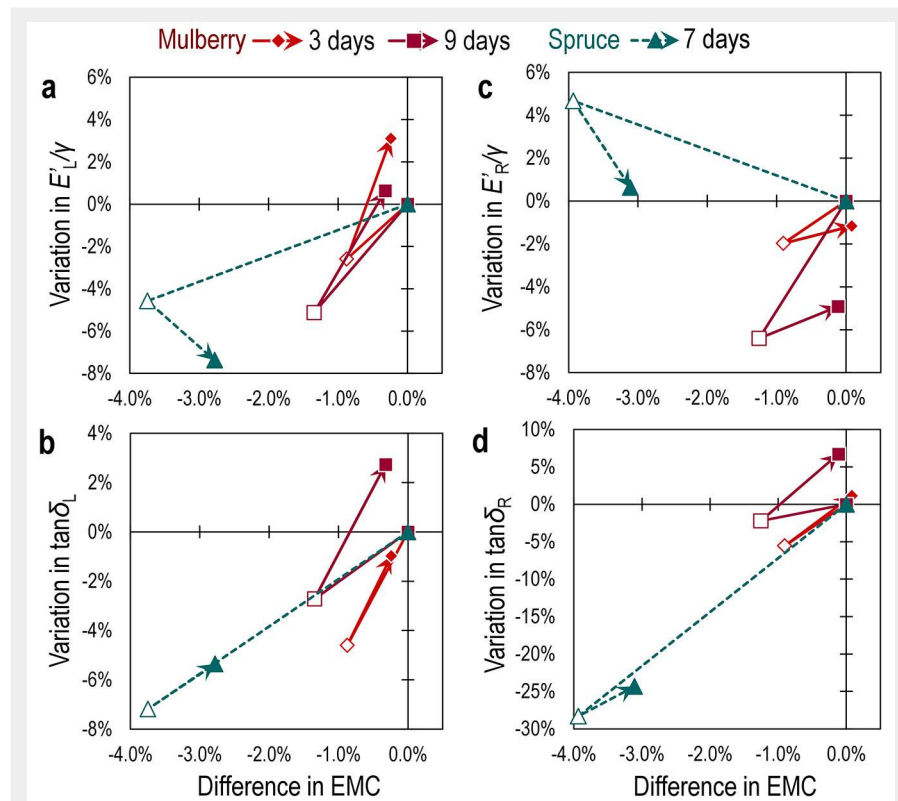 Mulberry 3 days 9 days Spruce 7 days
a
6%
4%
2%
0%
-2%
-4%
-6%
-8%
Variation in E'L/γ
-4.0% -3.0% -2.0% -1.0% 0.0%
c
6%
4%
2%
0%
-2%
-4%
-6%
-8%
Variation in E'R/γ
-4.0% -3.0% -2.0% -1.0% 0.0%
b
4%
2%
0%
-2%
-4%
-6%
-8%
Variation in tanδL
-4.0% -3.0% -2.0% -1.0% 0.0%
Difference in EMC
d
10%
5%
0%
-5%
-10%
-15%
-20%
-25%
-30%
Variation in tanδR
-4.0% -3.0% -2.0% -1.0% 0.0%
Difference in EMC